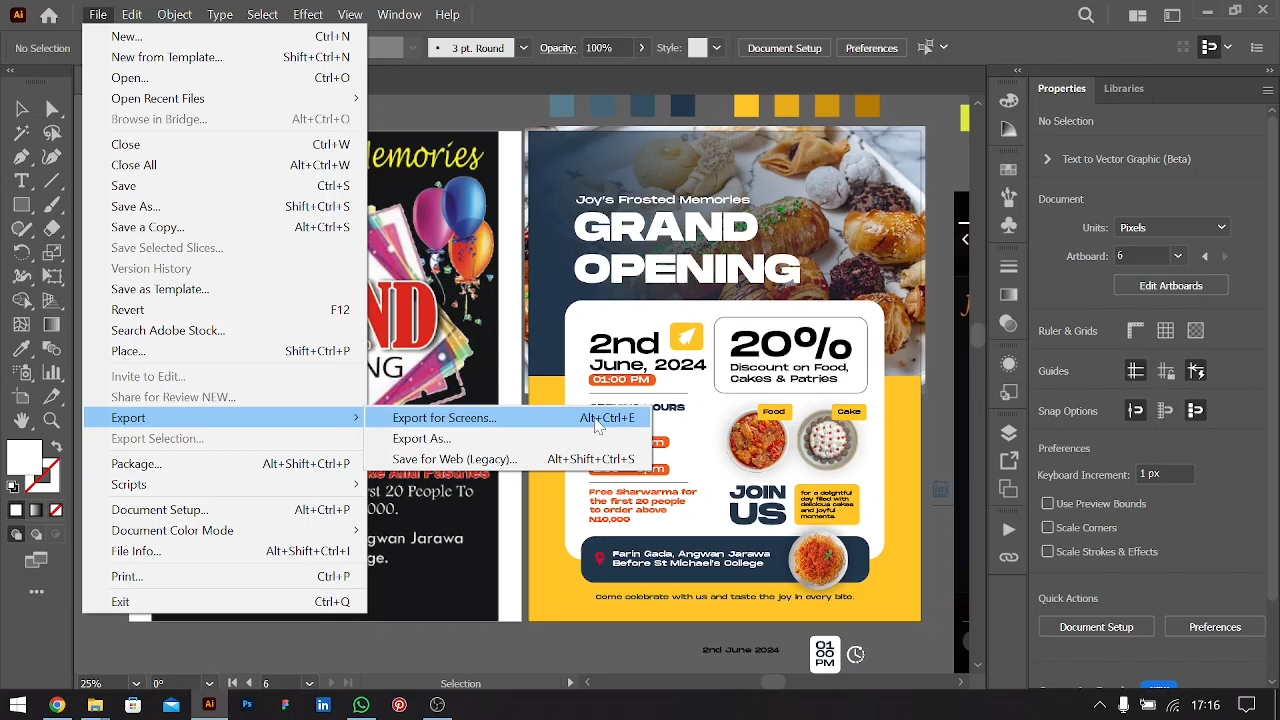 Ai
File Edit Object Type Select Effect View Window Help
No Selection
3 pt. Round
Opacity: 100%
Style:
Document Setup
Preferences
New... Ctrl+N
New from Template... Shift+Ctrl+N
Open... Ctrl+O
Open Recent Files
Browse in Bridge... Alt+Ctrl+O
Close Ctrl+W
Close All Alt+Ctrl+W
Save Ctrl+S
Save As... Shift+Ctrl+S
Save a Copy... Alt+Ctrl+S
Save Selected Slices...
Version History
Save as Template...
Revert F12
Search Adobe Stock...
Place... Shift+Ctrl+P
Invite to Edit...
Share for Review NEW...
Export
Export Selection...
Package... Alt+Shift+Ctrl+P
Scripts
Document Setup... Alt+Ctrl+P
Document Color Mode
File Info... Alt+Shift+Ctrl+I
Print... Ctrl+P
Exit Ctrl+Q
Export for Screens... Alt+Ctrl+E
Export As...
Save for Web (Legacy)... Alt+Shift+Ctrl+S
Memories
ND
NG
rst 20 People To
000.
ngwan Jarawa
ge.
Joy's Frosted Memories
GRAND
OPENING
2nd
June, 2024
01:00 PM
20%
Discount on Food,
Cakes & Patries
Food
Cake
Free Sharwarma for
the first 20 people
to order above
N10,000
JOIN
US
for a delightful
day filled with
delicious cakes
and joyful
moments.
Farin Gada, Angwan Jarawa
Before St Michael's College
Come celebrate with us and taste the joy in every bite.
2nd June 2024
01
00
PM
Properties
Libraries
No Selection
Text to Vector Graphic (Beta)
Document
Units: Pixels
Artboard: 6
Edit Artboards
Ruler & Grids
Guides
Snap Options
Preferences
Keyboard Increment: 1 px
Use Preview Bounds
Scale Corners
Scale Strokes & Effects
Quick Actions
Document Setup
Preferences
25%
0°
6
Selection
Ai
Ps
17:16